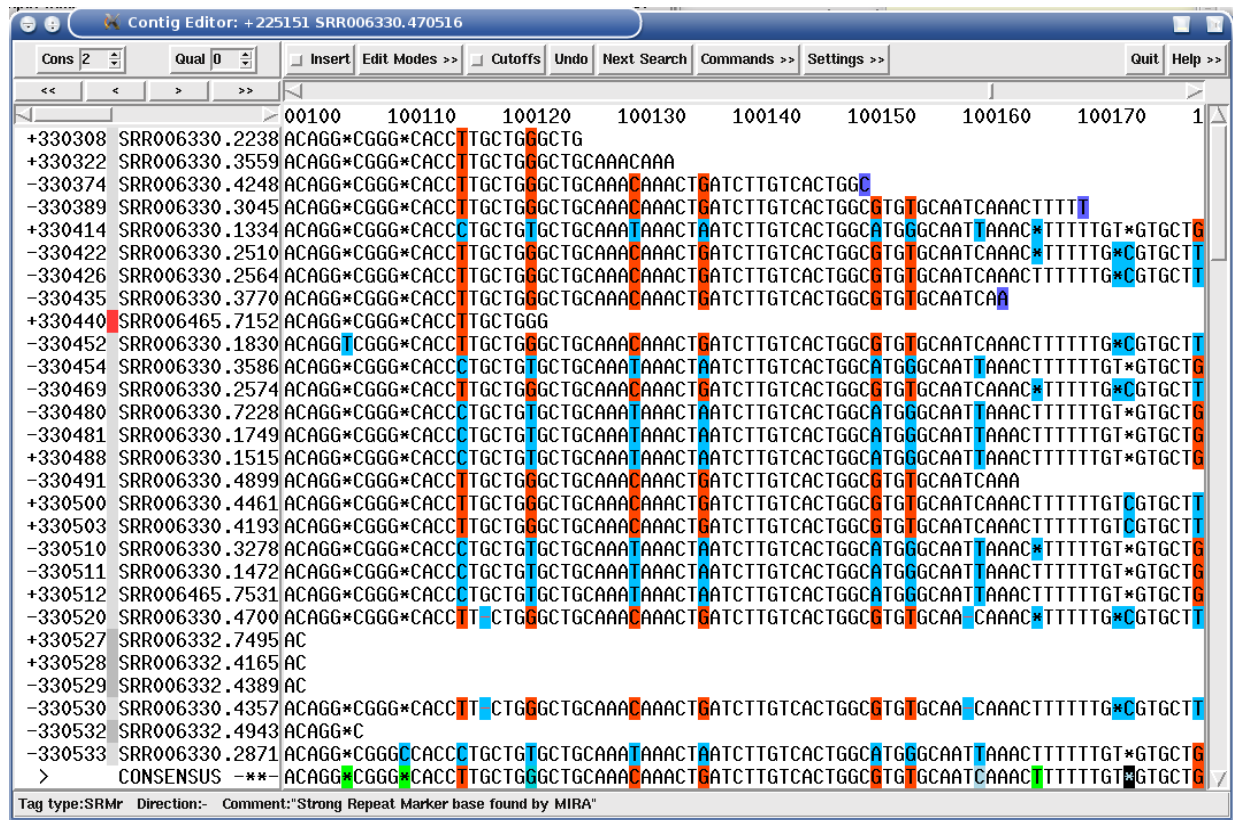 Contig Editor: +225151 SRR006330.470516
Cons 2 Qual 0 Insert Edit Modes >> Cutoffs Undo Next Search Commands >> Settings >> Quit Help >>
<< < > >>
00100 100110 100120 100130 100140 100150 100160 100170 1
+330308 SRR006330.2238 ACAGG*CGGG*CACCTTGCTGGGCTG
+330322 SRR006330.3559 ACAGG*CGGG*CACCTTGCTGGGCTGCAAACAAA
-330374 SRR006330.4248 ACAGG*CGGG*CACCTTGCTGGGCTGCAAACAAACTGATCTTGTCACTGGC
-330389 SRR006330.3045 ACAGG*CGGG*CACCTTGCTGGGCTGCAAACAAACTGATCTTGTCACTGGCGTGTGCAATCAAACTTTTT
+330414 SRR006330.1334 ACAGG*CGGG*CACCCTGCTGTGCTGCAAATAAACTAATCTTGTCACTGGCATGGGCAATTAAAC*TTTTTGT*GTGCTG
-330422 SRR006330.2510 ACAGG*CGGG*CACCTTGCTGGGCTGCAAACAAACTGATCTTGTCACTGGCGTGTGCAATCAAAC*TTTTTG*CGTGCTT
-330426 SRR006330.2564 ACAGG*CGGG*CACCTTGCTGGGCTGCAAACAAACTGATCTTGTCACTGGCGTGTGCAATCAAACTTTTTTG*CGTGCTT
-330435 SRR006330.3770 ACAGG*CGGG*CACCTTGCTGGGCTGCAAACAAACTGATCTTGTCACTGGCGTGTGCAATCAA
+330440 SRR006465.7152 ACAGG*CGGG*CACCTTGCTGGG
-330452 SRR006330.1830 ACAGGTCGGG*CACCTTGCTGGGCTGCAAACAAACTGATCTTGTCACTGGCGTGTGCAATCAAACTTTTTTG*CGTGCTT
-330454 SRR006330.3586 ACAGG*CGGG*CACCCTGCTGTGCTGCAAATAAACTAATCTTGTCACTGGCATGGGCAATTAAACTTTTTTGT*GTGCTG
-330469 SRR006330.2574 ACAGG*CGGG*CACCTTGCTGGGCTGCAAACAAACTGATCTTGTCACTGGCGTGTGCAATCAAAC*TTTTTG*CGTGCTT
-330480 SRR006330.7228 ACAGG*CGGG*CACCCTGCTGTGCTGCAAATAAACTAATCTTGTCACTGGCATGGGCAATTAAACTTTTTTGT*GTGCTG
-330481 SRR006330.1749 ACAGG*CGGG*CACCCTGCTGTGCTGCAAATAAACTAATCTTGTCACTGGCATGGGCAATTAAACTTTTTTGT*GTGCTG
+330488 SRR006330.1515 ACAGG*CGGG*CACCCTGCTGTGCTGCAAATAAACTAATCTTGTCACTGGCATGGGCAATTAAACTTTTTTGT*GTGCTG
-330491 SRR006330.4899 ACAGG*CGGG*CACCTTGCTGGGCTGCAAACAAACTGATCTTGTCACTGGCGTGTGCAATCAAA
+330500 SRR006330.4461 ACAGG*CGGG*CACCTTGCTGGGCTGCAAACAAACTGATCTTGTCACTGGCGTGTGCAATCAAACTTTTTTGTCGTGCTT
+330503 SRR006330.4193 ACAGG*CGGG*CACCTTGCTGGGCTGCAAACAAACTGATCTTGTCACTGGCGTGTGCAATCAAACTTTTTTGTCGTGCTT
-330510 SRR006330.3278 ACAGG*CGGG*CACCCTGCTGTGCTGCAAATAAACTAATCTTGTCACTGGCATGGGCAATTAAAC*TTTTTGT*GTGCTG
-330511 SRR006330.1472 ACAGG*CGGG*CACCCTGCTGTGCTGCAAATAAACTAATCTTGTCACTGGCATGGGCAATTAAACTTTTTTGT*GTGCTG
+330512 SRR006465.7531 ACAGG*CGGG*CACCCTGCTGTGCTGCAAATAAACTAATCTTGTCACTGGCATGGGCAATTAAACTTTTTTGT*GTGCTG
-330520 SRR006330.4700 ACAGG*CGGG*CACCTT-CTGGGCTGCAAACAAACTGATCTTGTCACTGGCGTGTGCAA-CAAAC*TTTTTG*CGTGCTT
+330527 SRR006332.7495 AC
+330528 SRR006332.4165 AC
-330529 SRR006332.4389 AC
-330530 SRR006330.4357 ACAGG*CGGG*CACCTT-CTGGGCTGCAAACAAACTGATCTTGTCACTGGCGTGTGCAA-CAAACTTTTTTG*CGTGCTT
-330532 SRR006332.4943 ACAGG*C
-330533 SRR006330.2871 ACAGG*CGGGCCACCCTGCTGTGCTGCAAATAAACTAATCTTGTCACTGGCATGGGCAATTAAACTTTTTTGT*GTGCTG
> CONSENSUS -**- ACAGG*CGGG*CACCTTGCTGGGCTGCAAACAAACTGATCTTGTCACTGGCGTGTGCAATCAAACTTTTTTGT*GTGCTG
Tag type:SRMr Direction:- Comment:"Strong Repeat Marker base found by MIRA"